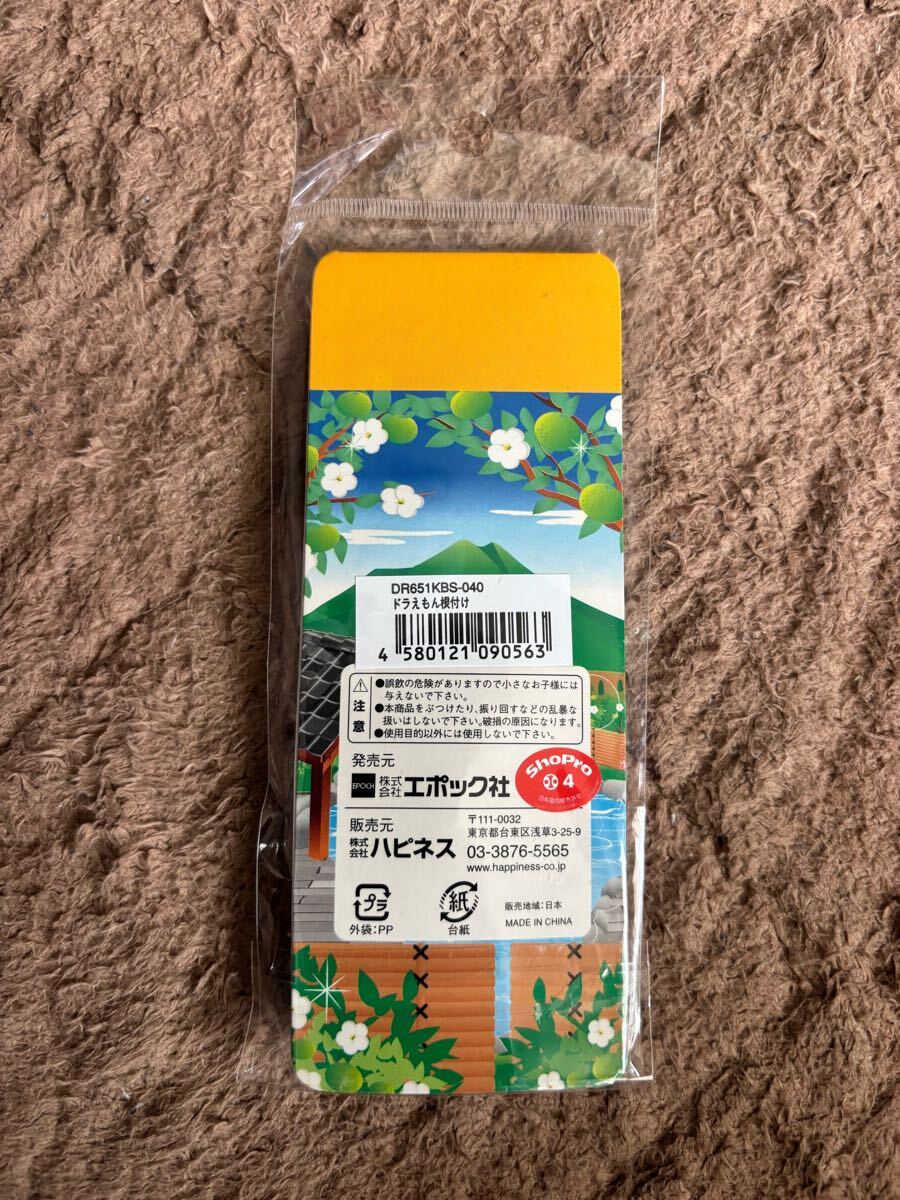 DR651KBS-040
ドラえもん根付け
4 580121 090563
注意
●誤飲の危険がありますので小さなお子様には
与えないで下さい。
●本商品をぶつけたり、振り回すなどの乱暴な
扱いはしないで下さい。破損の原因になります。
●使用目的以外には使用しないで下さい。
発売元
EPOCH 株式会社 エポック社
ShoPro
4
日本国内販売許可
販売元
株式会社 ハピネス
〒111-0032
東京都台東区浅草3-25-9
03-3876-5565
www.happiness-co.jp
プラ
外袋:PP
紙
台紙
販売地域:日本
MADE IN CHINA